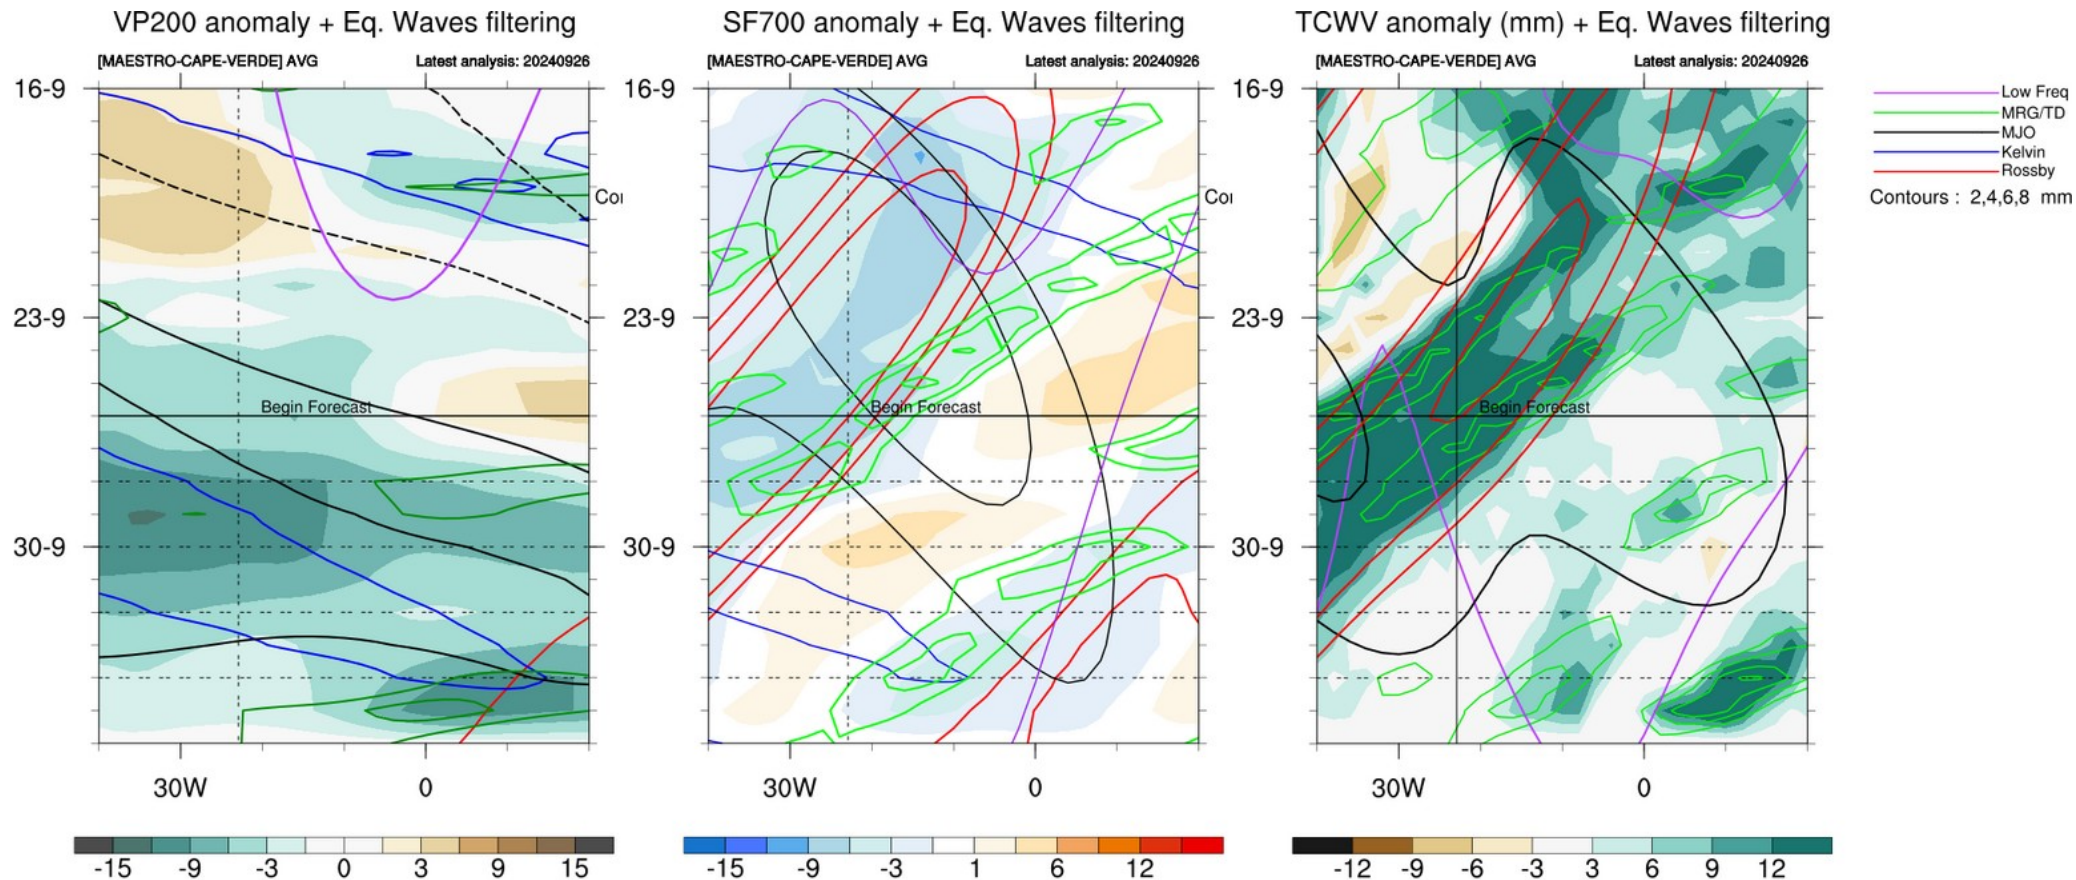 VP200 anomaly + Eq. Waves filtering
[MAESTRO-CAPE-VERDE] AVG
Latest analysis: 20240926
16-9
23-9
30-9
Begin Forecast
30W
0
-15 -9 -3 0 3 9 15
Coi
SF700 anomaly + Eq. Waves filtering
[MAESTRO-CAPE-VERDE] AVG
Latest analysis: 20240926
16-9
23-9
30-9
Begin Forecast
30W
0
-15 -9 -3 1 6 12
Coi
TCWV anomaly (mm) + Eq. Waves filtering
[MAESTRO-CAPE-VERDE] AVG
Latest analysis: 20240926
16-9
23-9
30-9
Begin Forecast
30W
0
-12 -9 -6 -3 3 6 9 12
Low Freq
MRG/TD
MJO
Kelvin
Rossby
Contours : 2,4,6,8 mm